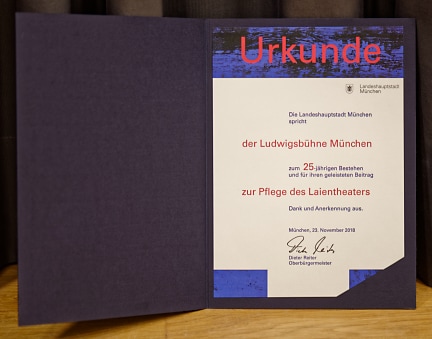 Urkunde
Landeshauptstadt
München
Die Landeshauptstadt München
spricht
der Ludwigsbühne München
zum 25-jährigen Bestehen
und für ihren geleisteten Beitrag
zur Pflege des Laientheaters
Dank und Anerkennung aus.
München, 23. November 2018
Dieter Reiter
Oberbürgermeister